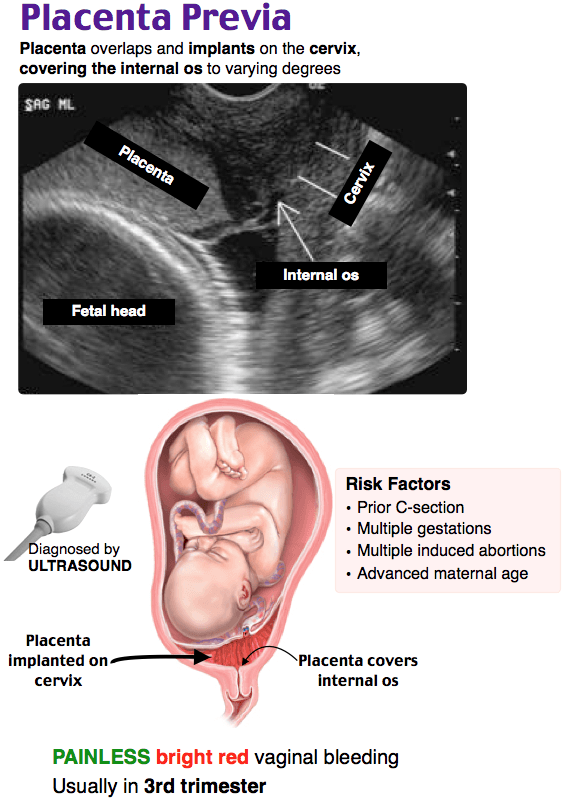 Placenta Previa
Placenta overlaps and implants on the cervix,
covering the internal os to varying degrees
SAG ML
Placenta
Cervix
Internal os
Fetal head
Risk Factors
• Prior C-section
• Multiple gestations
• Multiple induced abortions
• Advanced maternal age
Diagnosed by
ULTRASOUND
Placenta
implanted on
cervix
Placenta covers
internal os
PAINLESS bright red vaginal bleeding
Usually in 3rd trimester